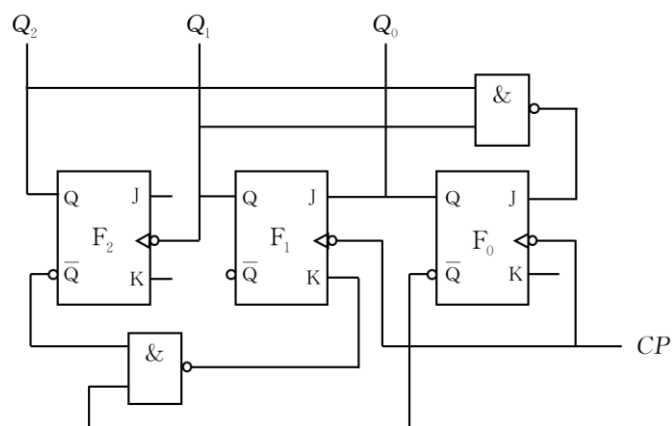 Q₂ Q₁ Q₀
&
Q J Q J Q J
F₂ F₁ F₀
Q̅ K Q̅ K Q̅ K
& CP